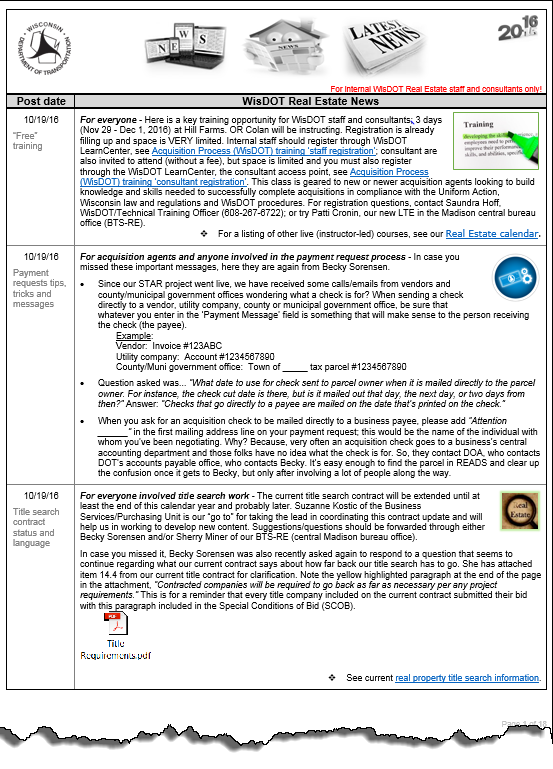 WISCONSIN
DEPARTMENT OF TRANSPORTATION
NEWS
NEWS
LATEST
NEWS
2016
For internal WisDOT Real Estate staff and consultants only!
Post date
WisDOT Real Estate News
10/19/16
"Free"
training
For everyone - Here is a key training opportunity for WisDOT staff and consultants, 3 days
(Nov 29 - Dec 1, 2016) at Hill Farms. OR Colan will be instructing. Registration is already
filling up and space is VERY limited. Internal staff should register through WisDOT
LearnCenter, see Acquisition Process (WisDOT) training 'staff registration'; consultant are
also invited to attend (without a fee), but space is limited and you must also register
through the WisDOT LearnCenter, the consultant access point, see Acquisition Process
(WisDOT) training 'consultant registration'. This class is geared to new or newer acquisition agents looking to build
knowledge and skills needed to successfully complete acquisitions in compliance with the Uniform Action,
Wisconsin law and regulations and WisDOT procedures. For questions, contact Saundra Hoff,
WisDOT/Technical Training Officer (608-267-6722); or try Patti Cronin, our new LTE in the Madison central bureau
office (BTS-RE).
❖ For a listing of other live (instructor-led) courses, see our Real Estate calendar.
Training
developing the skills
employees need to
improve their performance
skills, and abilities, specifi
10/19/16
Payment
requests tips,
tricks and
messages
For acquisition agents and anyone involved in the payment request process - In case you
missed these important messages, here they are again from Becky Sorensen.
• Since our STAR project went live, we have received some calls/emails from vendors and
county/municipal government offices wondering what a check is for? When sending a check
directly to a vendor, utility company, county or municipal government office, be sure that
whatever you enter in the 'Payment Message' field is something that will make sense to the person receiving
the check (the payee).
Example:
Vendor: Invoice #123ABC
Utility company: Account #1234567890
County/Muni government office: Town of _____ tax parcel #1234567890
• Question asked was... "What date to use for check sent to parcel owner when it is mailed directly to the parcel
owner. For instance, the check cut date is there, but is it mailed out that day, the next day, or two days from
then?" Answer: "Checks that go directly to a payee are mailed on the date that's printed on the check."
• When you ask for an acquisition check to be mailed directly to a business payee, please add "Attention
______" in the first mailing address line on your payment request; this would be the name of the individual with
whom you've been negotiating. Why? Because, very often an acquisition check goes to a business's central
accounting department and those folks have no idea what the check is for. So, they contact DOA, who contacts
DOT's accounts payable office, who contacts Becky. It's easy enough to find the parcel in READS and clear up
the confusion once it gets to Becky, but only after involving a lot of people along the way.
10/19/16
Title search
contract
status and
language
For everyone involved title search work - The current title search contract will be extended until at
least the end of this calendar year and probably later. Suzanne Kostic of the Business
Services/Purchasing Unit is our "go to" for taking the lead in coordinating this contract update and will
help us in working to develop new content. Suggestions/questions should be forwarded through either
Becky Sorensen and/or Sherry Miner of our BTS-RE (central Madison bureau office).
Real
Estate
In case you missed it, Becky Sorensen was also recently asked again to respond to a question that seems to
continue regarding what our current contract says about how far back our title search has to go. She has attached
item 14.4 from our current title contract for clarification. Note the yellow highlighted paragraph at the end of the page
in the attachment, "Contracted companies will be required to go back as far as necessary per any project
requirements." This is for a reminder that every title company included on the current contract submitted their bid
with this paragraph included in the Special Conditions of Bid (SCOB).
PDF
Title
Requirements.pdf
❖ See current real property title search information.